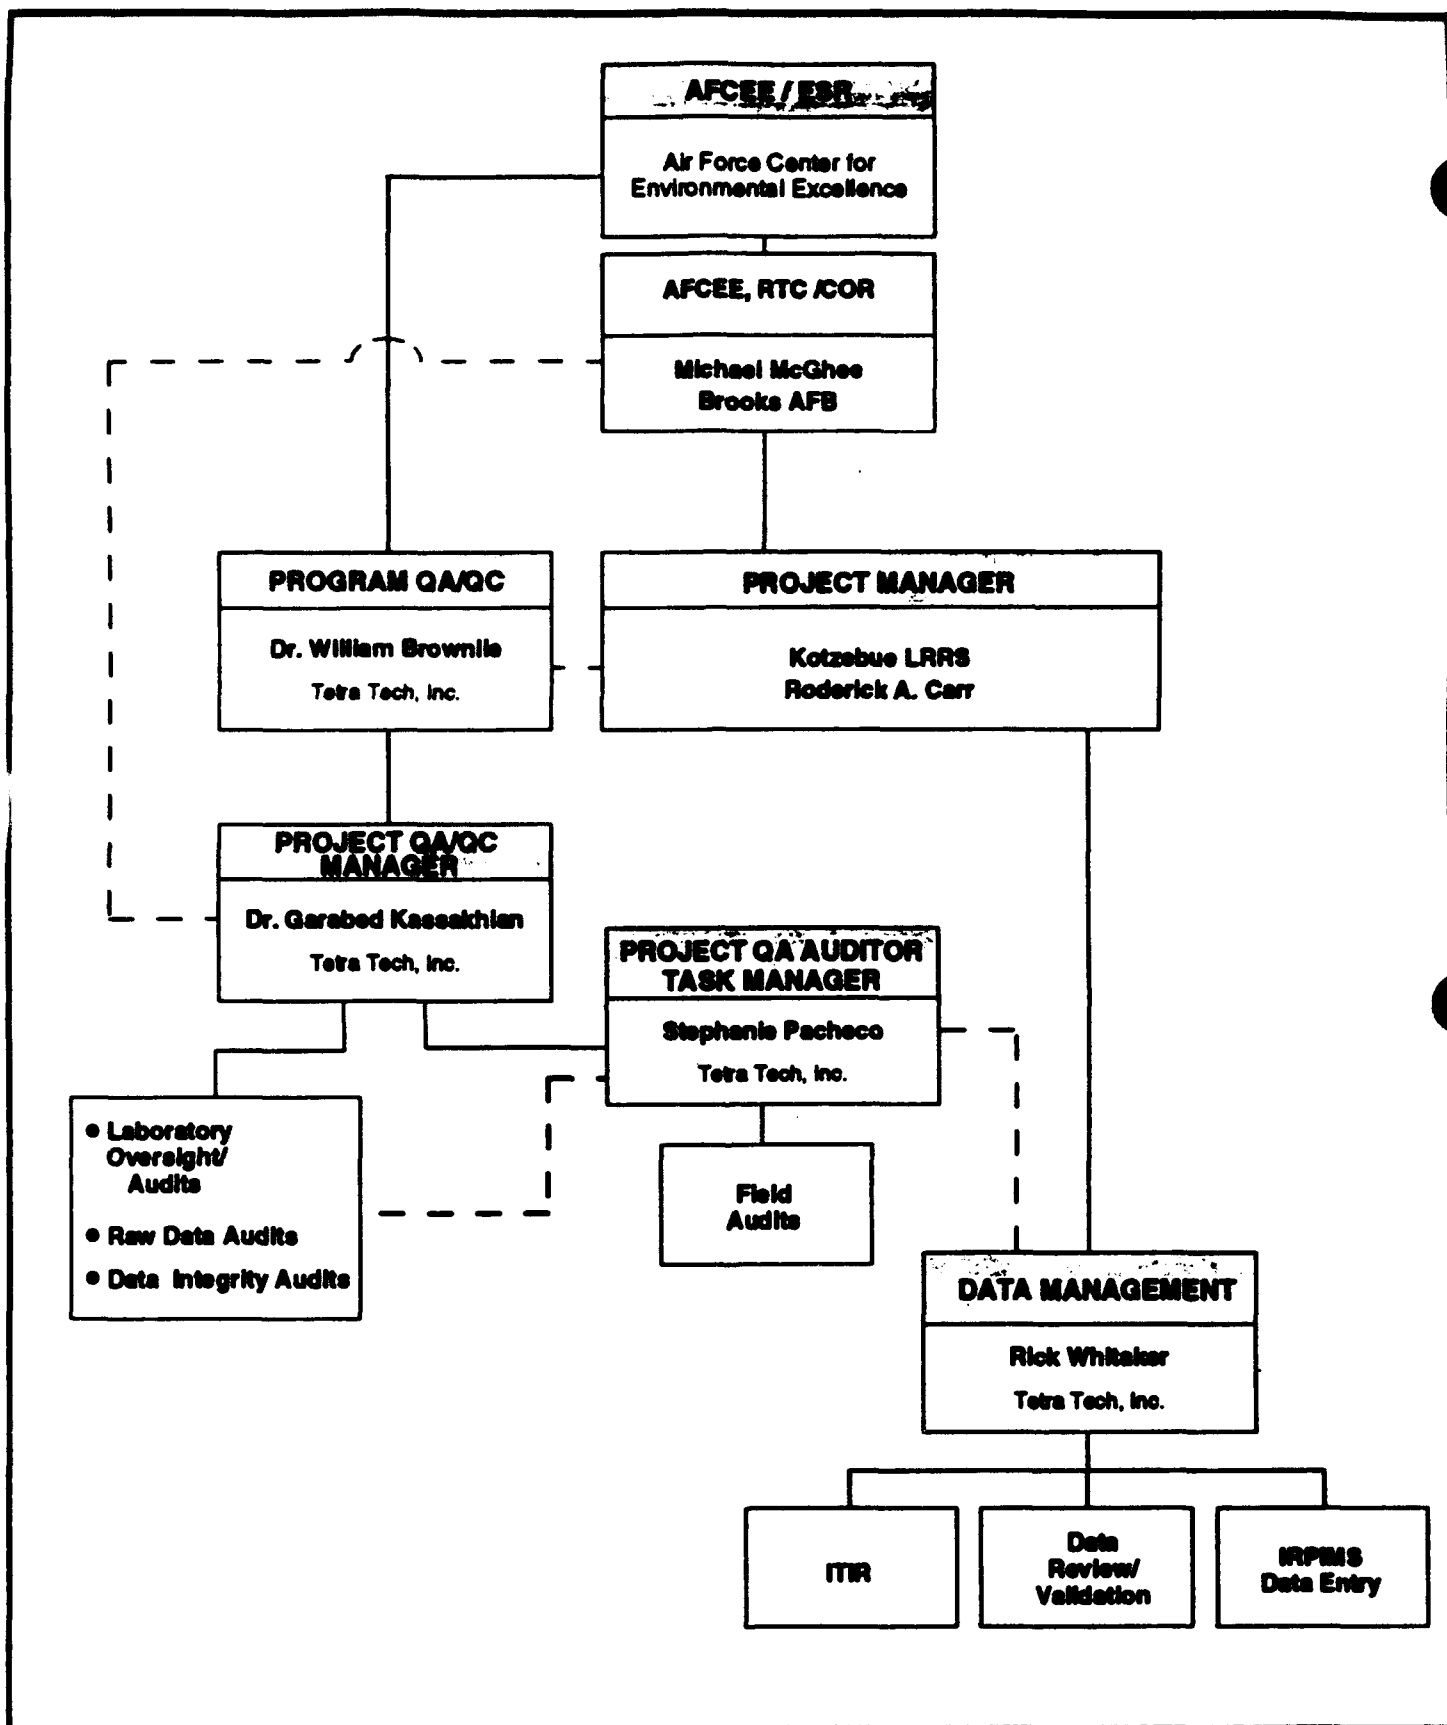 AFCEE / ESR
Air Force Center for
Environmental Excellence
AFCEE, RTC /COR
Michael McGhee
Brooks AFB
PROGRAM QA/QC
Dr. William Brownlie
Tetra Tech, Inc.
PROJECT MANAGER
Kotzebue LRRS
Roderick A. Carr
PROJECT QA/QC
MANAGER
Dr. Garabed Kassakhian
Tetra Tech, Inc.
PROJECT QA AUDITOR
TASK MANAGER
Stephanie Pacheco
Tetra Tech, Inc.
• Laboratory
Oversight/
Audits
• Raw Data Audits
• Data Integrity Audits
Field
Audits
DATA MANAGEMENT
Rick Whitaker
Tetra Tech, Inc.
ITIR
Data
Review/
Validation
IRPIMS
Data Entry